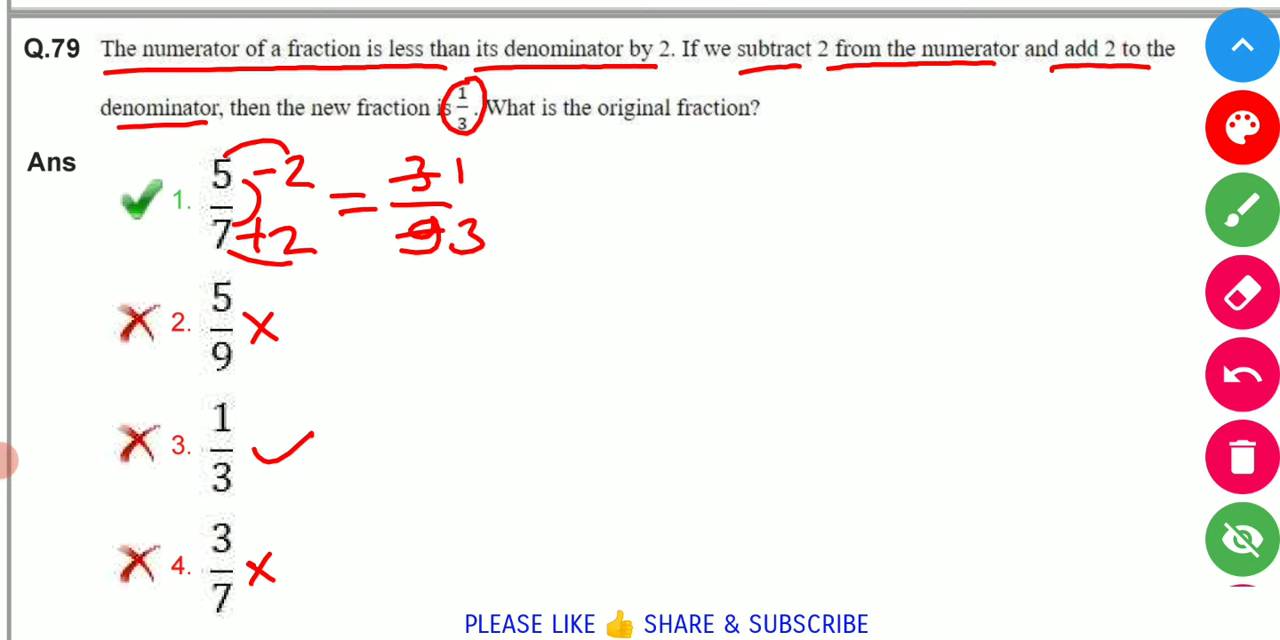 Q.79 The numerator of a fraction is less than its denominator by 2. If we subtract 2 from the numerator and add 2 to the
denominator, then the new fraction is 1/3. What is the original fraction?
Ans
1. 5/7 -2 +2 = 3/9 1/3
2. 5/9 ×
3. 1/3 ✓
4. 3/7 ×
PLEASE LIKE 👍 SHARE & SUBSCRIBE